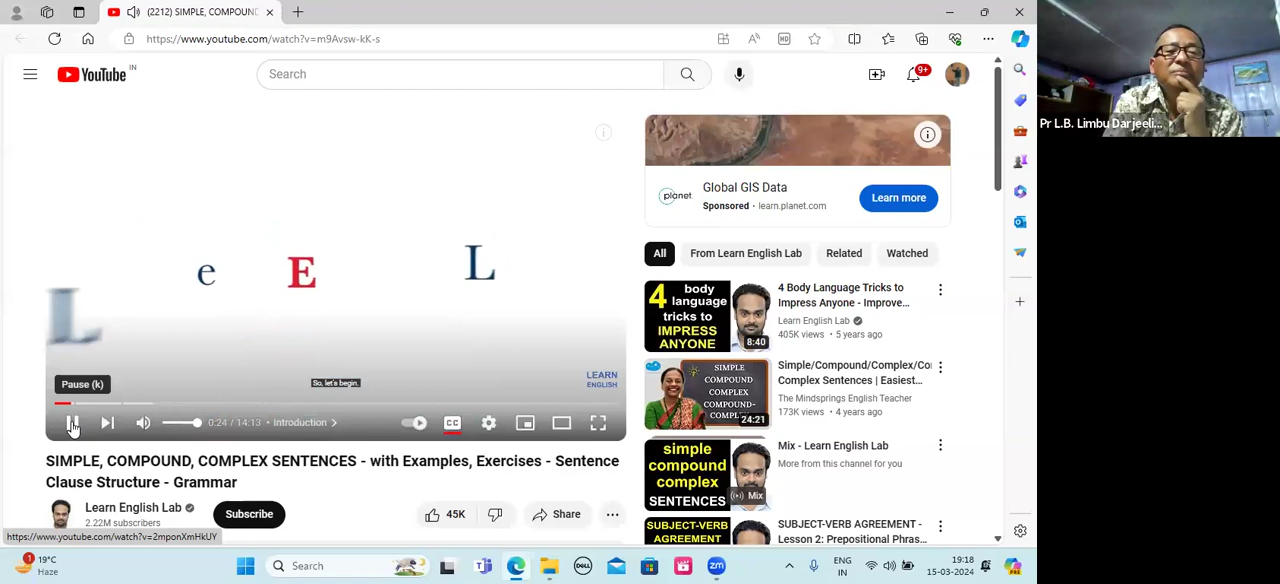 (2212) SIMPLE, COMPOUND,
https://www.youtube.com/watch?v=m9Avsw-kK-s
YouTube IN
Search
9+
Pr L.B. Limbu Darjeeli...
L e E L
Global GIS Data
Sponsored · learn.planet.com
planet.
Learn more
All
From Learn English Lab
Related
Watched
4 body
language
tricks to
IMPRESS
ANYONE
8:40
4 Body Language Tricks to
Impress Anyone - Improve...
Learn English Lab
405K views • 5 years ago
SIMPLE
COMPOUND
COMPLEX
COMPOUND-
24:21
Simple/Compound/Complex/Co
Complex Sentences | Easiest...
The Mindsprings English Teacher
173K views • 4 years ago
simple
compound
complex
SENTENCES
Mix
Mix - Learn English Lab
More from this channel for you
SUBJECT-VERB
AGREEMENT
SUBJECT-VERB AGREEMENT -
Lesson 2: Prepositional Phras...
So, let's begin.
LEARN
ENGLISH
Pause (k)
0:24 / 14:13 • Introduction >
CC
SIMPLE, COMPOUND, COMPLEX SENTENCES - with Examples, Exercises - Sentence
Clause Structure - Grammar
Learn English Lab
2.22M subscribers
Subscribe
45K
Share
https://www.youtube.com/watch?v=2mponXmHkUY
1
19°C
Haze
Search
DELL
zm
ENG
IN
19:18
15-03-2024
PRE